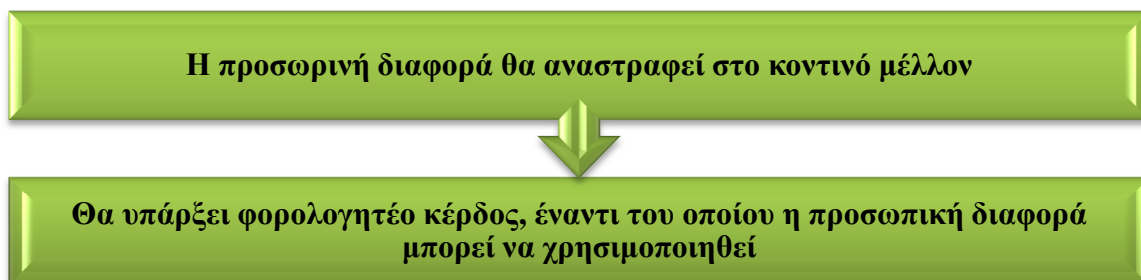 Η προσωρινή διαφορά θα αναστραφεί στο κοντινό μέλλον
Θα υπάρξει φορολογητέο κέρδος, έναντι του οποίου η προσωπική διαφορά
μπορεί να χρησιμοποιηθεί